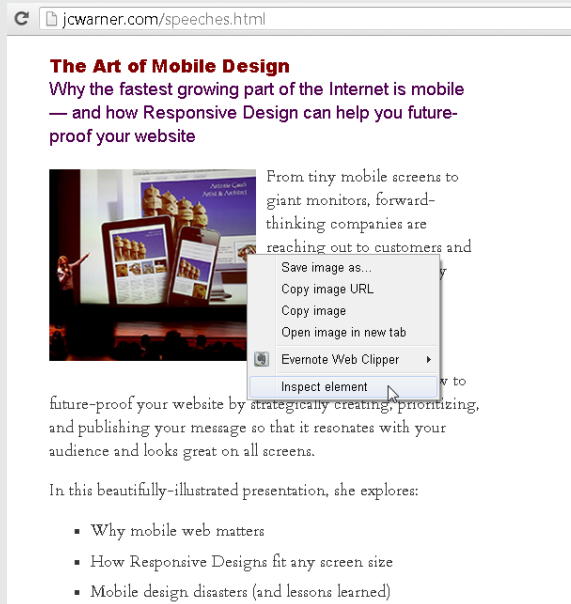 jcwarner.com/speeches.html
The Art of Mobile Design
Why the fastest growing part of the Internet is mobile
— and how Responsive Design can help you future-
proof your website
Artistic Cash
Artist & Architect
From tiny mobile screens to
giant monitors, forward-
thinking companies are
reaching out to customers and
y
Save image as...
Copy image URL
Copy image
Open image in new tab
Evernote Web Clipper
Inspect element
w to
future-proof your website by strategically creating, prioritizing,
and publishing your message so that it resonates with your
audience and looks great on all screens.
In this beautifully-illustrated presentation, she explores:
Why mobile web matters
How Responsive Designs fit any screen size
Mobile design disasters (and lessons learned)